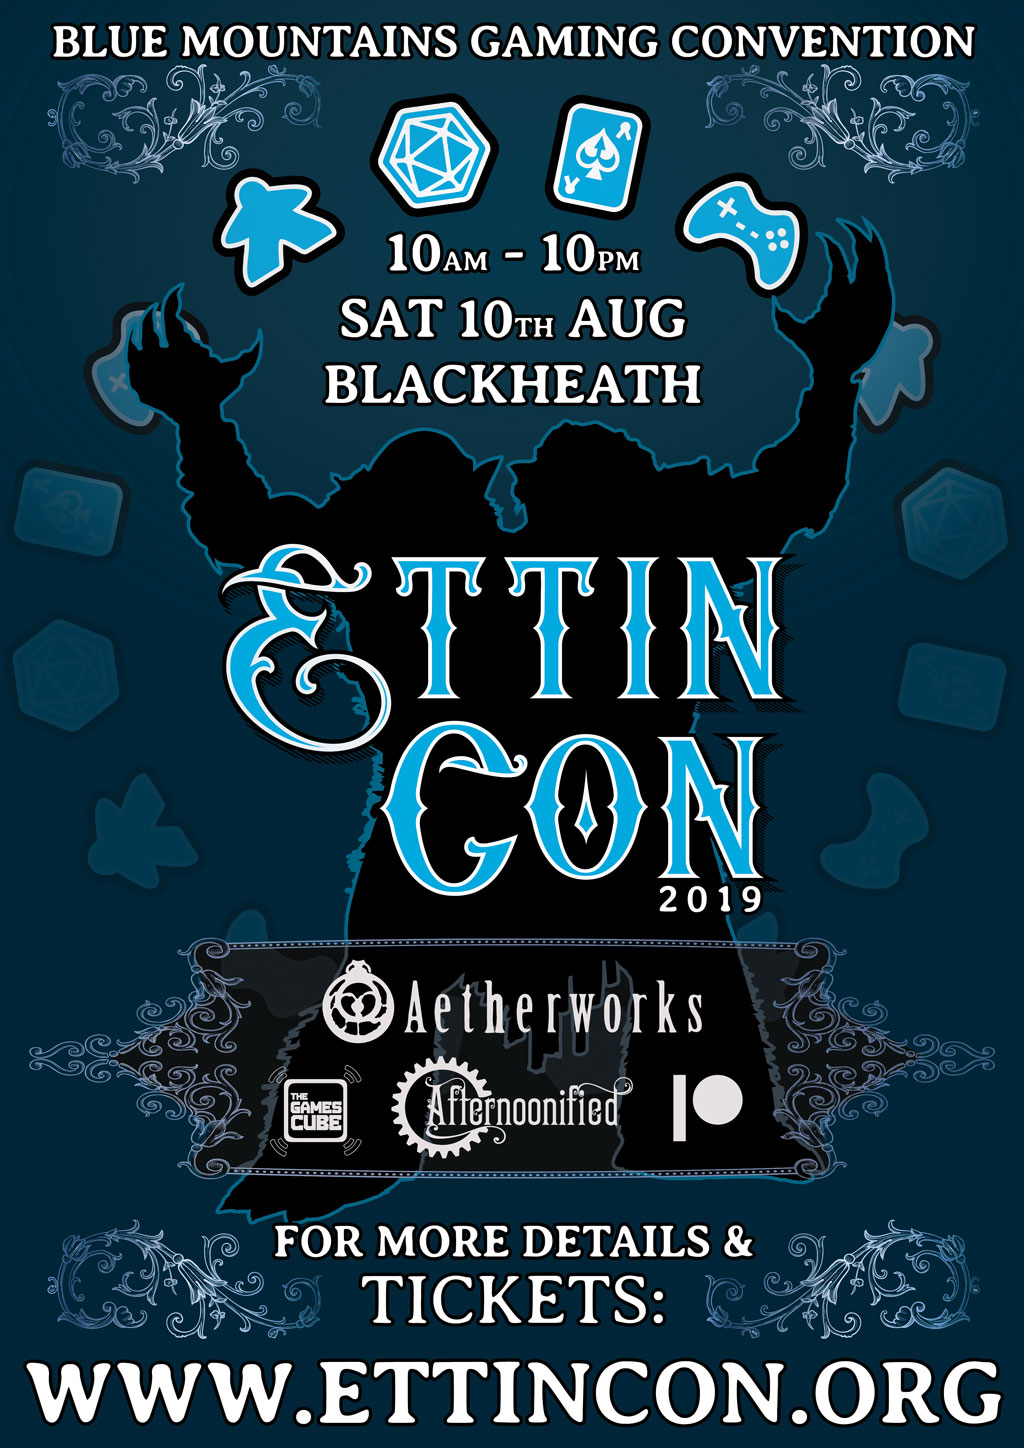 BLUE MOUNTAINS GAMING CONVENTION
10AM - 10PM
SAT 10TH AUG
BLACKHEATH
ETTIN
CON
2019
Aetherworks
THE
GAMES
CUBE
Afternoonified
FOR MORE DETAILS &
TICKETS:
WWW.ETTINCON.ORG